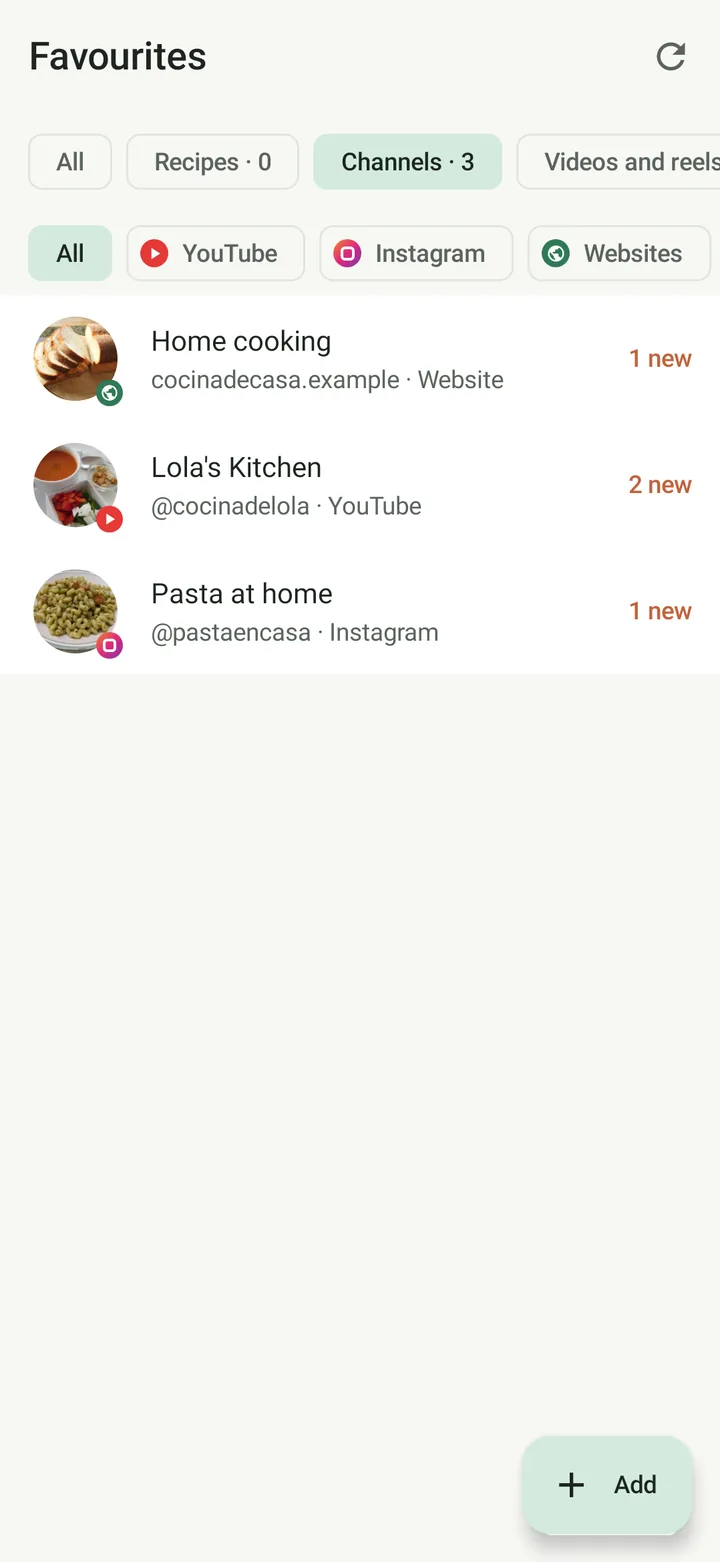 Favourites
All
Recipes · 0
Channels · 3
Videos and reels
All
YouTube
Instagram
Websites
Home cooking
cocinadecasa.example · Website
1 new
Lola's Kitchen
@cocinadelola · YouTube
2 new
Pasta at home
@pastaencasa · Instagram
1 new
Add